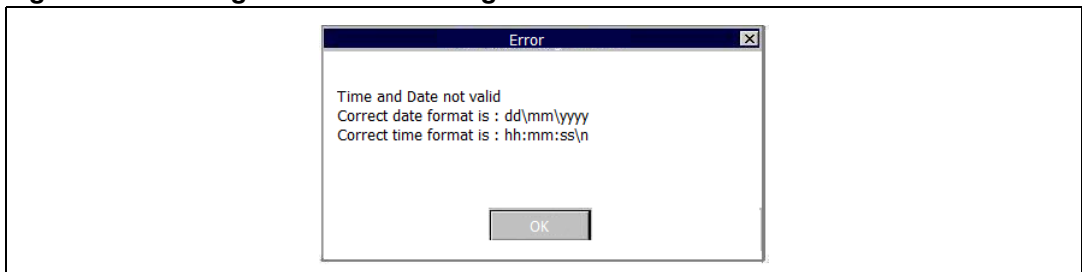 Error
Time and Date not valid
Correct date format is : dd\mm\yyyy
Correct time format is : hh:mm:ss\n
OK